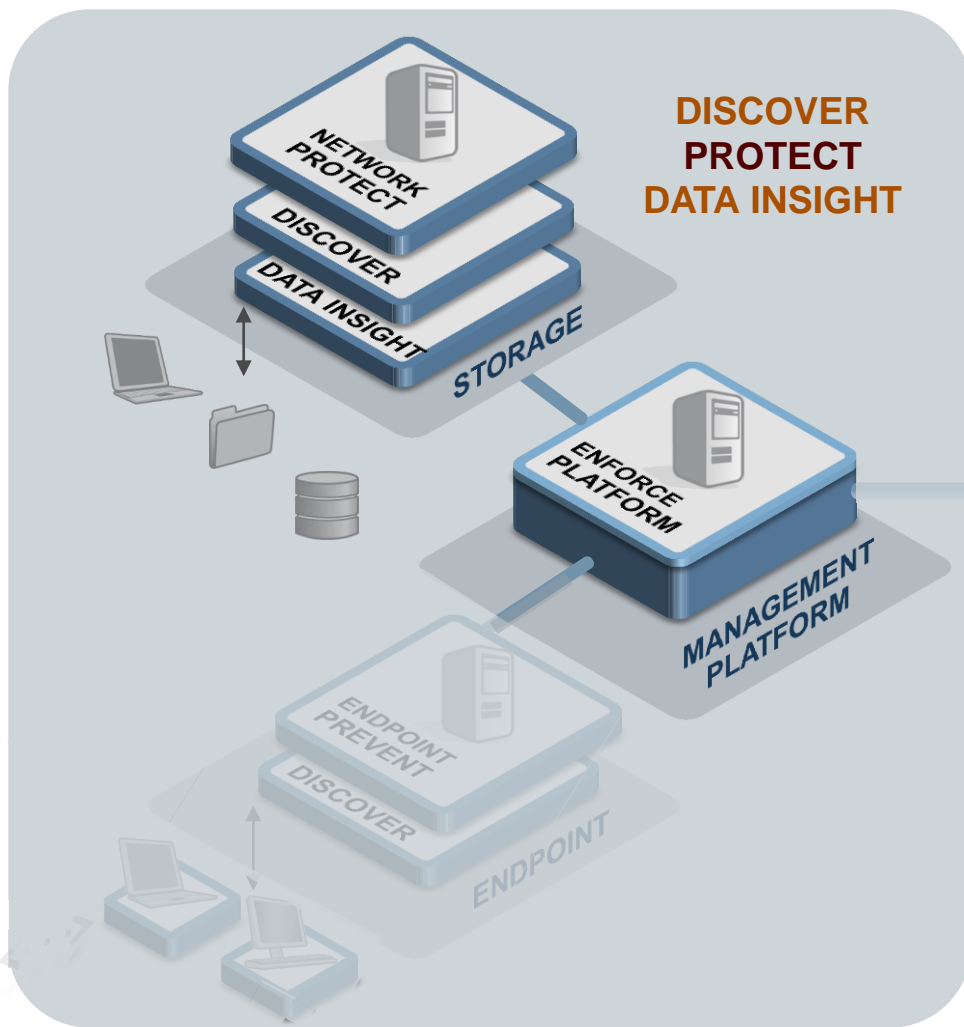 DISCOVER
PROTECT
DATA INSIGHT
NETWORK
PROTECT
DISCOVER
DATA INSIGHT
STORAGE
ENFORCE
PLATFORM
MANAGEMENT
PLATFORM
ENDPOINT
PREVENT
DISCOVER
ENDPOINT